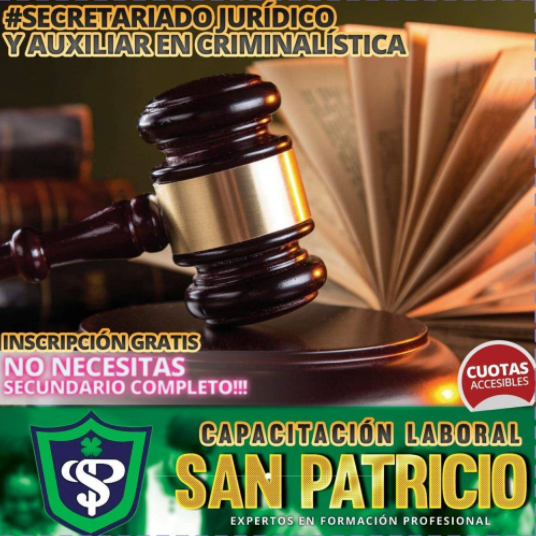 #SECRETARIADO JURÍDICO
Y AUXILIAR EN CRIMINALÍSTICA
INSCRIPCIÓN GRATIS
NO NECESITAS
SECUNDARIO COMPLETO!!!
CUOTAS
ACCESIBLES
SP
CAPACITACIÓN LABORAL
SAN PATRICIO
EXPERTOS EN FORMACIÓN PROFESIONAL